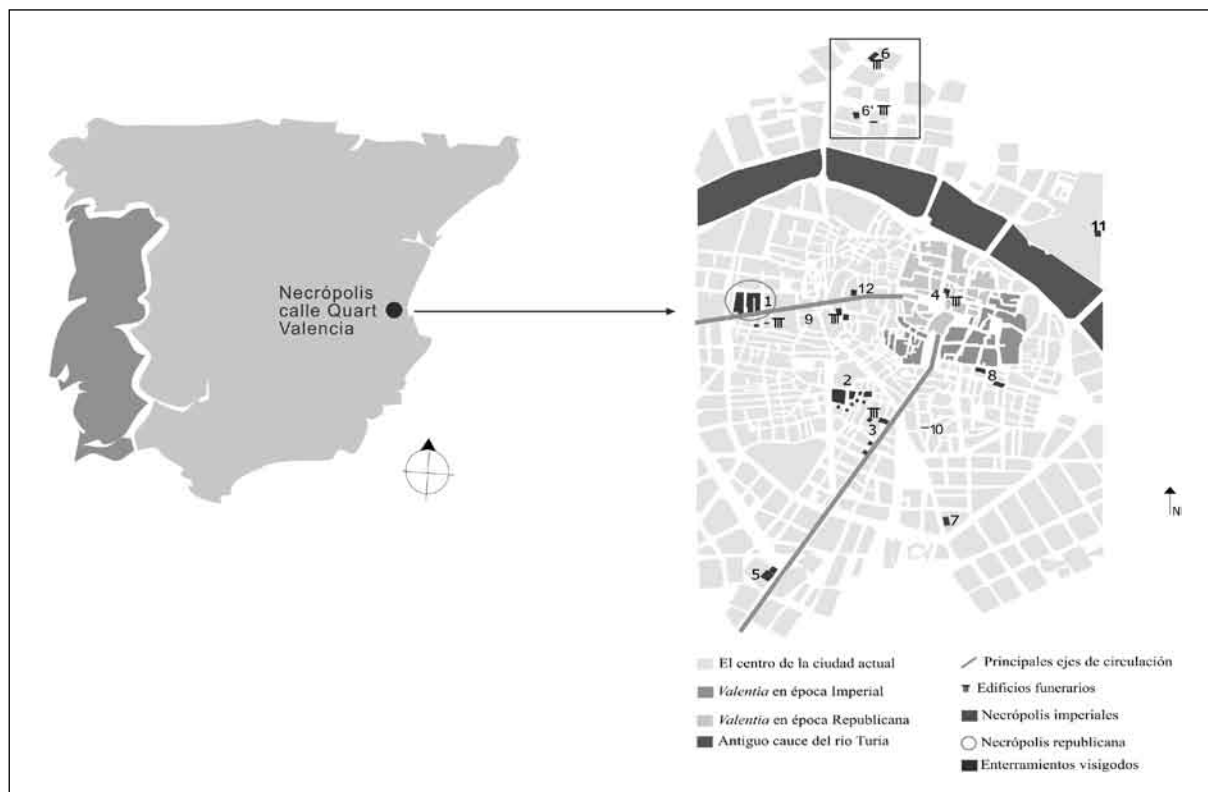 Necrópolis
calle Quart
Valencia
6
6'
11
1
12
4
9
8
2
3
10
7
5
N
El centro de la ciudad actual
Valentia en época Imperial
Valentia en época Republicana
Antiguo cauce del río Turia
Principales ejes de circulación
Edificios funerarios
Necrópolis imperiales
Necrópolis republicana
Enterramientos visigodos